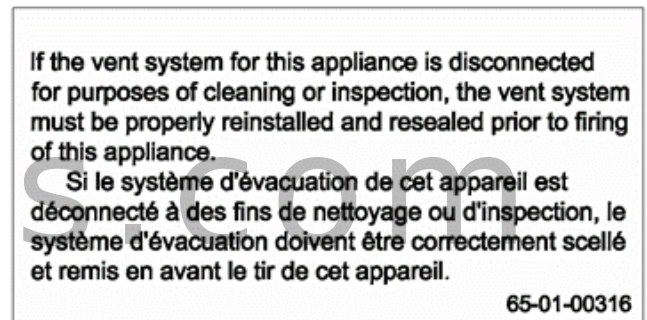 If the vent system for this appliance is disconnected
for purposes of cleaning or inspection, the vent system
must be properly reinstalled and resealed prior to firing
of this appliance.
Si le système d'évacuation de cet appareil est
déconnecté à des fins de nettoyage ou d'inspection, le
système d'évacuation doivent être correctement scellé
et remis en avant le tir de cet appareil.
s.com
65-01-00316